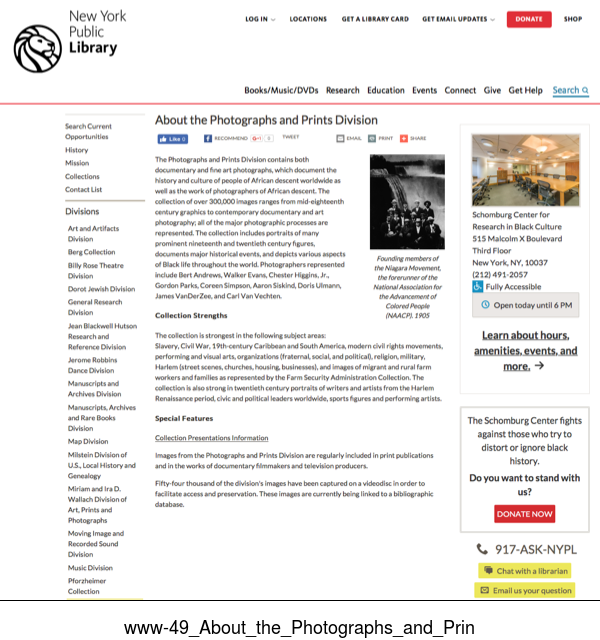 New York
Public
Library
LOG IN
LOCATIONS
GET A LIBRARY CARD
GET EMAIL UPDATES
DONATE
SHOP
Books/Music/DVDs Research Education Events Connect Give Get Help Search
Search Current
Opportunities
History
Mission
Collections
Contact List
Divisions
Art and Artifacts
Division
Berg Collection
Billy Rose Theatre
Division
Dorot Jewish Division
General Research
Division
Jean Blackwell Hutson
Research and
Reference Division
Jerome Robbins
Dance Division
Manuscripts and
Archives Division
Manuscripts, Archives
and Rare Books
Division
Map Division
Milstein Division of
U.S., Local History and
Genealogy
Miriam and Ira D.
Wallach Division of
Art, Prints and
Photographs
Moving Image and
Recorded Sound
Division
Music Division
Pforzheimer
Collection
About the Photographs and Prints Division
Like 0
RECOMMEND
G+1 0
TWEET
EMAIL
PRINT
SHARE
The Photographs and Prints Division contains both
documentary and fine art photographs, which document the
history and culture of people of African descent worldwide as
well as the work of photographers of African descent. The
collection of over 300,000 images ranges from mid-eighteenth
century graphics to contemporary documentary and art
photography; all of the major photographic processes are
represented. The collection includes portraits of many
prominent nineteenth and twentieth century figures,
documents major historical events, and depicts various aspects
of Black life throughout the world. Photographers represented
include Bert Andrews, Walker Evans, Chester Higgins, Jr.,
Gordon Parks, Coreen Simpson, Aaron Siskind, Doris Ulmann,
James VanDerZee, and Carl Van Vechten.
Founding members of
the Niagara Movement,
the forerunner of the
National Association for
the Advancement of
Colored People
(NAACP). 1905
Collection Strengths
The collection is strongest in the following subject areas:
Slavery, Civil War, 19th-century Caribbean and South America, modern civil rights movements,
performing and visual arts, organizations (fraternal, social, and political), religion, military,
Harlem (street scenes, churches, housing, businesses), and images of migrant and rural farm
workers and families as represented by the Farm Security Administration Collection. The
collection is also strong in twentieth century portraits of writers and artists from the Harlem
Renaissance period, civic and political leaders worldwide, sports figures and performing artists.
Special Features
Collection Presentations Information
Images from the Photographs and Prints Division are regularly included in print publications
and in the works of documentary filmmakers and television producers.
Fifty-four thousand of the division's images have been captured on a videodisc in order to
facilitate access and preservation. These images are currently being linked to a bibliographic
database.
Schomburg Center for
Research in Black Culture
515 Malcolm X Boulevard
Third Floor
New York, NY, 10037
(212) 491-2057
Fully Accessible
Open today until 6 PM
Learn about hours,
amenities, events, and
more. →
The Schomburg Center fights
against those who try to
distort or ignore black
history.
Do you want to stand with
us?
DONATE NOW
917-ASK-NYPL
Chat with a librarian
Email us your question
www-49_About_the_Photographs_and_Prin